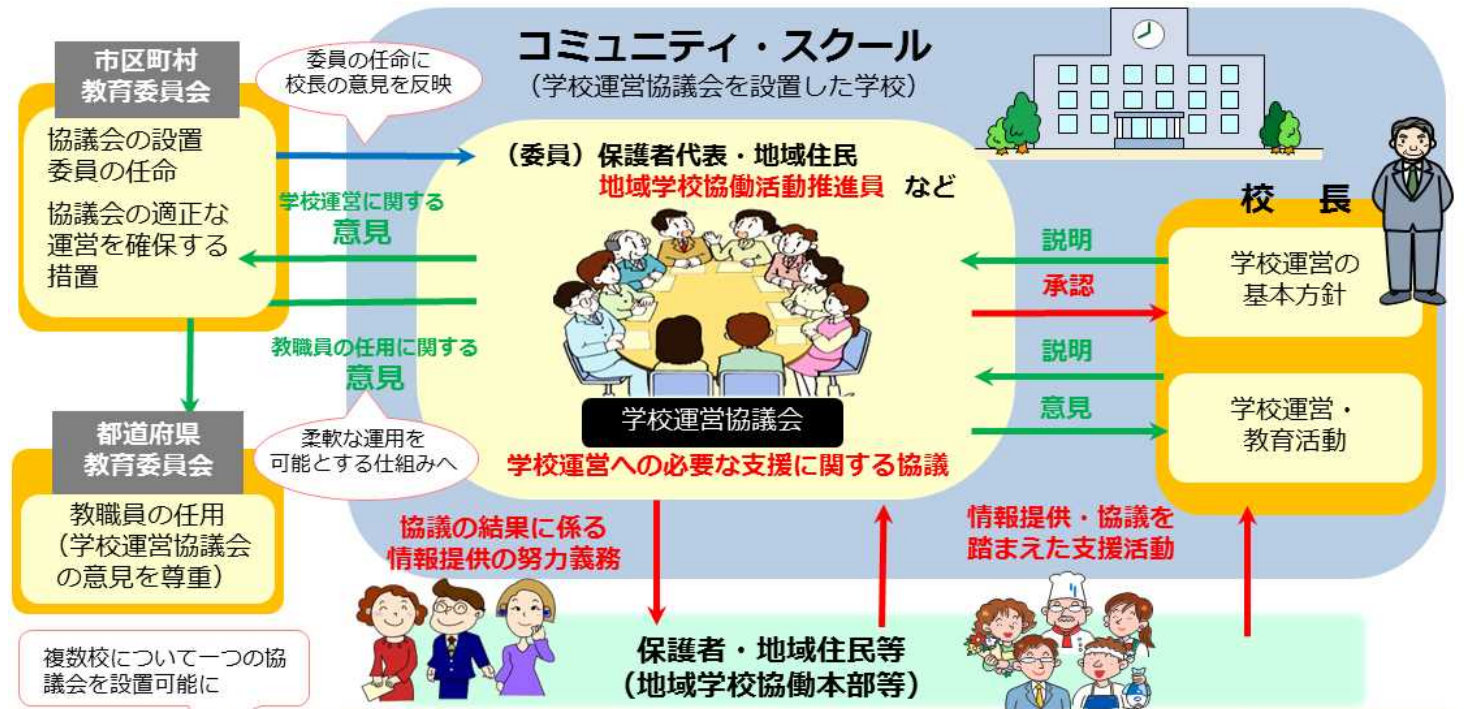 コミュニティ・スクール
（学校運営協議会を設置した学校）
市区町村
教育委員会
協議会の設置
委員の任命
協議会の適正な
運営を確保する
措置
委員の任命に
校長の意見を反映
（委員）保護者代表・地域住民
地域学校協働活動推進員 など
学校運営に関する
意見
教職員の任用に関する
意見
柔軟な運用を
可能とする仕組みへ
都道府県
教育委員会
教職員の任用
（学校運営協議会
の意見を尊重）
学校運営協議会
学校運営への必要な支援に関する協議
校 長
説明
承認
学校運営の
基本方針
説明
意見
学校運営・
教育活動
協議の結果に係る
情報提供の努力義務
情報提供・協議を
踏まえた支援活動
保護者・地域住民等
（地域学校協働本部等）
複数校について一つの協
議会を設置可能に